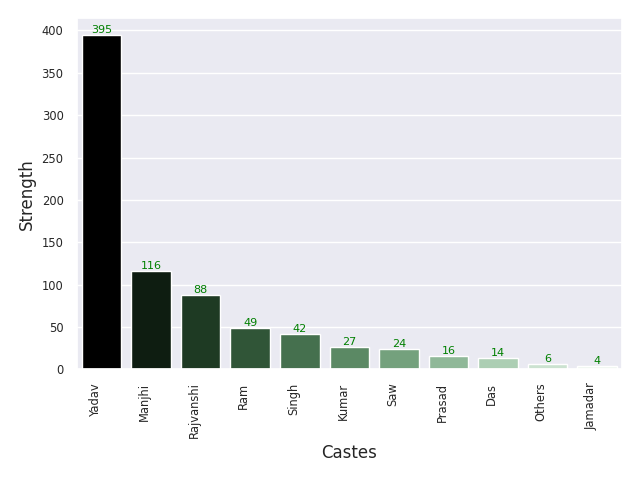 400
350
300
250
200
150
100
50
0
Strength
395
116
88
49
42
27
24
16
14
6
4
Yadav
Manjhi
Rajvanshi
Ram
Singh
Kumar
Saw
Prasad
Das
Others
Jamadar
Castes